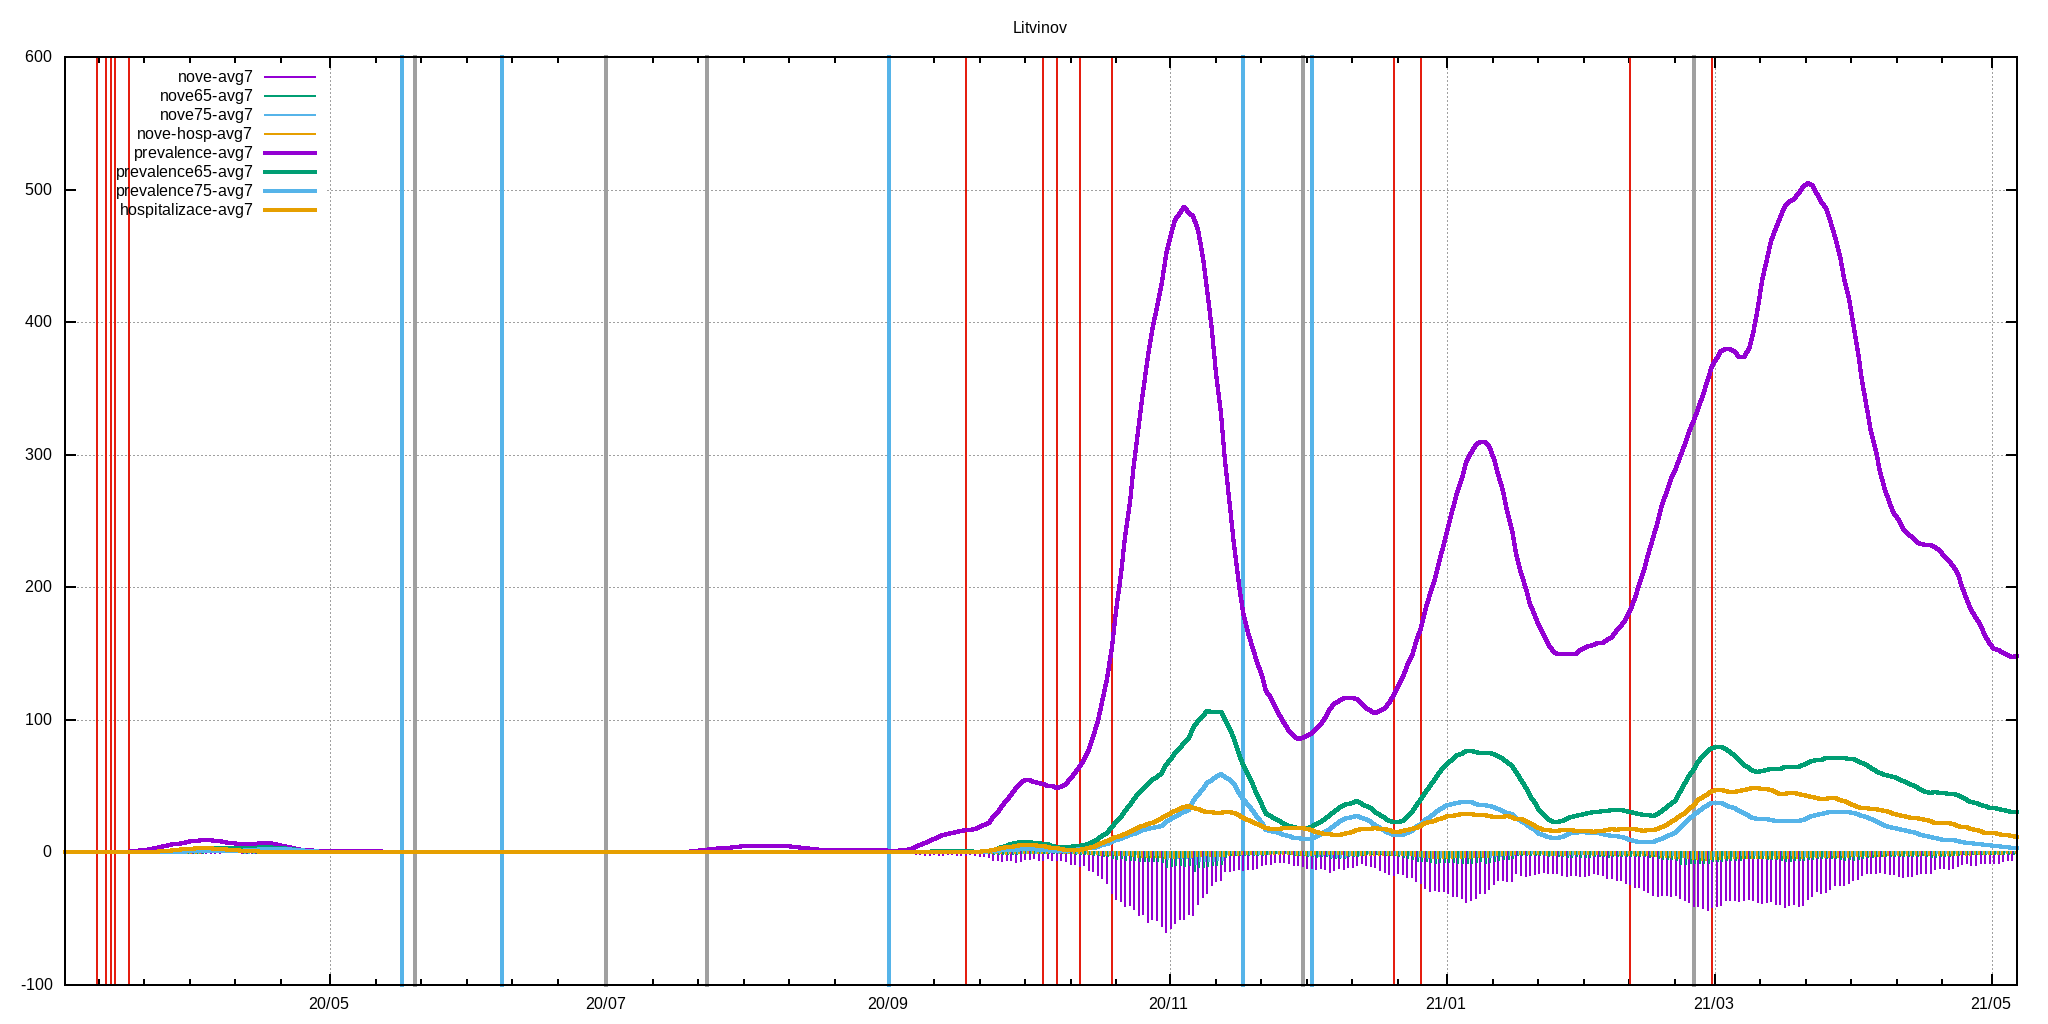 Litvinov
600
500
400
300
200
100
0
-100
nove-avg7
nove65-avg7
nove75-avg7
nove-hosp-avg7
prevalence-avg7
prevalence65-avg7
prevalence75-avg7
hospitalizace-avg7
20/05 20/07 20/09 20/11 21/01 21/03 21/05